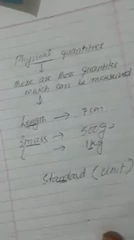 Physical quantities
these are those quantities
which can be measured
Length → 7cm
mass → 500g,
→ 1kg
Standard (Unit)